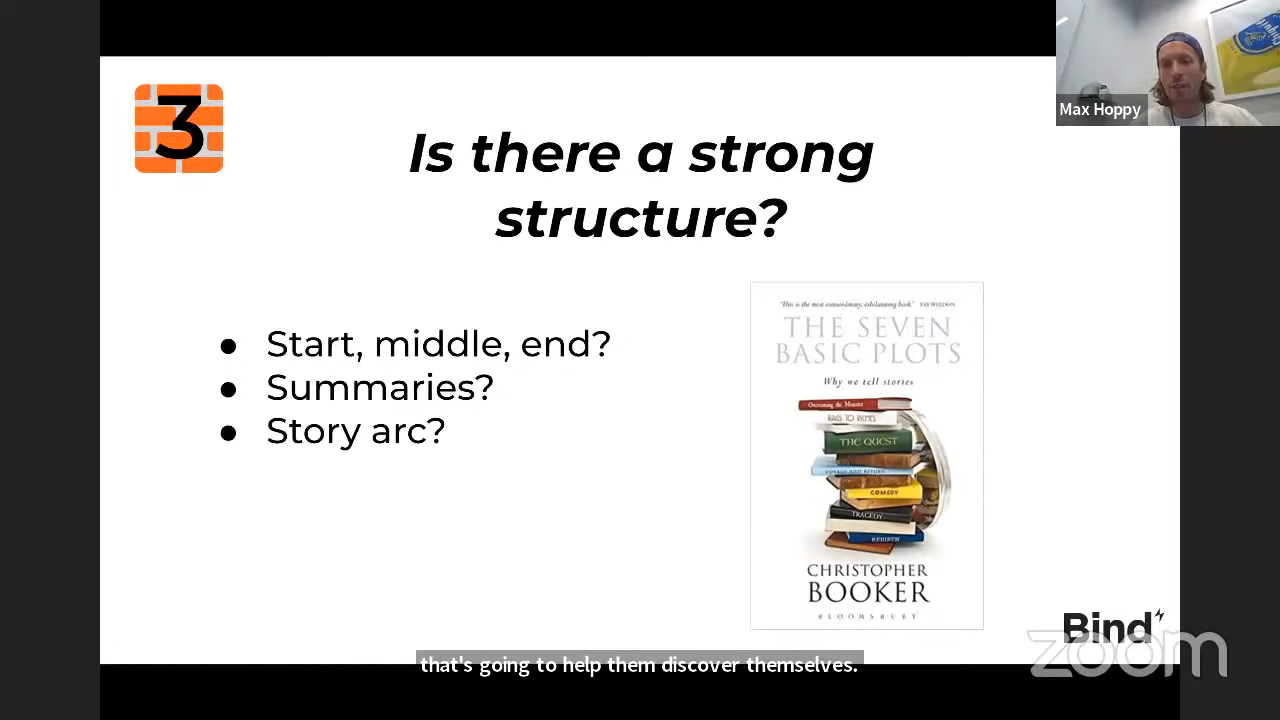 3
Is there a strong
structure?
Max Hoppy
Start, middle, end?
Summaries?
Story arc?
'This is the most extraordinary, exhilarating book.' FAY WELDON
THE SEVEN
BASIC PLOTS
Why we tell stories
Overcoming the Monster
RAGS TO RICHES
THE QUEST
VOYAGE AND RETURN
COMEDY
TRAGEDY
REBIRTH
CHRISTOPHER
BOOKER
BLOOMSBURY
Bind
zoom
that's going to help them discover themselves.